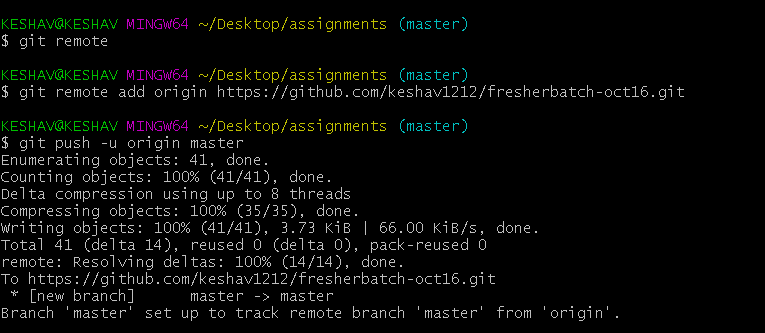 KESHAV@KESHAV MINGW64 ~/Desktop/assignments (master)
$ git remote
KESHAV@KESHAV MINGW64 ~/Desktop/assignments (master)
$ git remote add origin https://github.com/keshav1212/fresherbatch-oct16.git
KESHAV@KESHAV MINGW64 ~/Desktop/assignments (master)
$ git push -u origin master
Enumerating objects: 41, done.
Counting objects: 100% (41/41), done.
Delta compression using up to 8 threads
Compressing objects: 100% (35/35), done.
Writing objects: 100% (41/41), 3.73 KiB | 66.00 KiB/s, done.
Total 41 (delta 14), reused 0 (delta 0), pack-reused 0
remote: Resolving deltas: 100% (14/14), done.
To https://github.com/keshav1212/fresherbatch-oct16.git
 * [new branch]      master -> master
Branch 'master' set up to track remote branch 'master' from 'origin'.